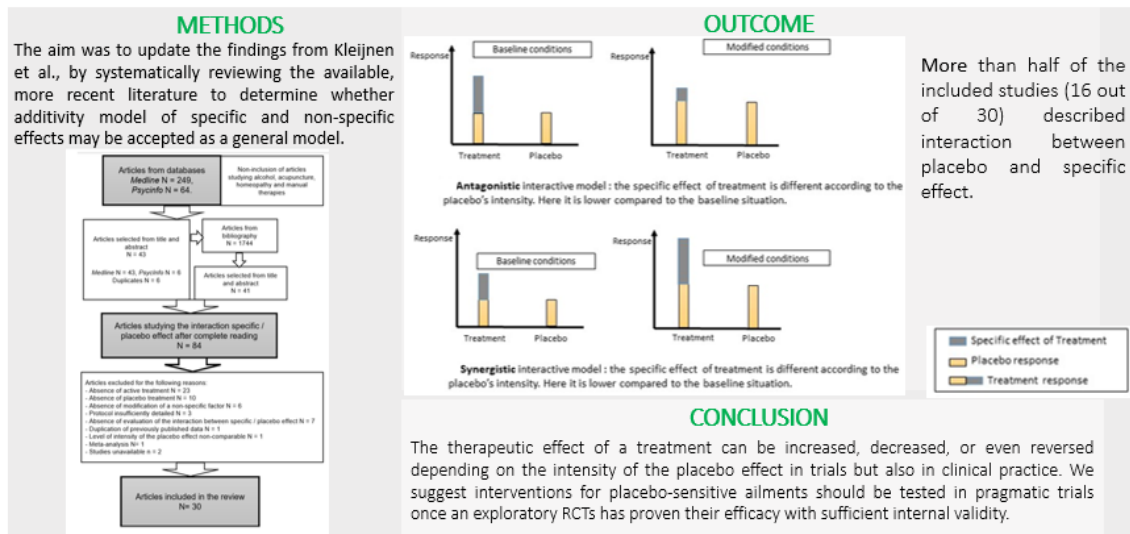 METHODS
The aim was to update the findings from Kleijnen
et al., by systematically reviewing the available,
more recent literature to determine whether
additivity model of specific and non-specific
effects may be accepted as a general model.
Articles from databases
Medline N = 249,
Psycinfo N = 64.
Non-inclusion of articles
studying alcohol, acupuncture,
homeopathy and manual
therapies
Articles selected from title and
abstract
N = 43
Medline N = 43, Psycinfo N = 6
Duplicates N = 6
Articles from
bibliography
N = 1744
Articles selected from title
and abstract
N = 41
Articles studying the interaction specific /
placebo effect after complete reading
N = 84
Articles excluded for the following reasons:
- Absence of active treatment N = 23
- Absence of placebo treatment N = 10
- Absence of modification of a non-specific factor N = 6
- Protocol insufficiently detailed N = 3
- Absence of evaluation of the interaction between specific / placebo effect N = 7
- Duplication of previously published data N = 1
- Level of intensity of the placebo effect non-comparable N = 1
- Meta-analysis N= 1
- Studies unavailable n = 2
Articles included in the review
N= 30
OUTCOME
Response
Baseline conditions
Treatment
Placebo
Response
Modified conditions
Treatment
Placebo
Antagonistic interactive model : the specific effect of treatment is different according to the
placebo's intensity. Here it is lower compared to the baseline situation.
Response
Baseline conditions
Treatment
Placebo
Response
Modified conditions
Treatment
Placebo
Synergistic interactive model : the specific effect of treatment is different according to the
placebo's intensity. Here it is lower compared to the baseline situation.
More than half of the
included studies (16 out
of 30) described
interaction between
placebo and specific
effect.
Specific effect of Treatment
Placebo response
Treatment response
CONCLUSION
The therapeutic effect of a treatment can be increased, decreased, or even reversed
depending on the intensity of the placebo effect in trials but also in clinical practice. We
suggest interventions for placebo-sensitive ailments should be tested in pragmatic trials
once an exploratory RCTs has proven their efficacy with sufficient internal validity.